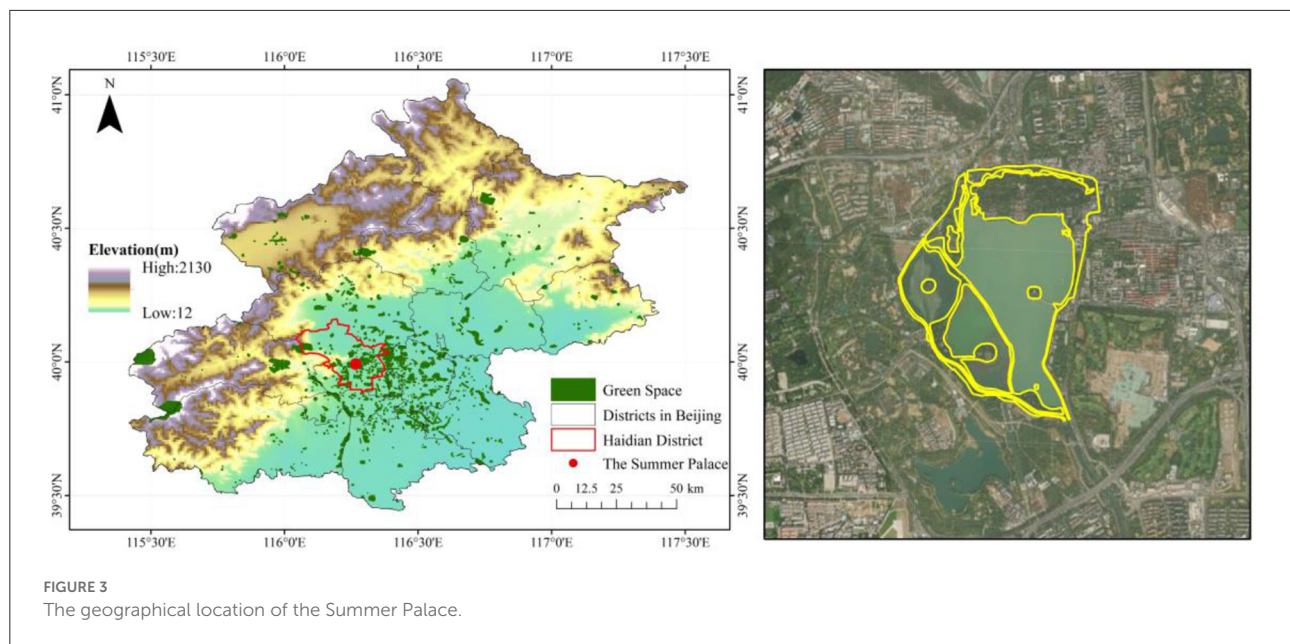 115°30'E 116°0'E 116°30'E 117°0'E 117°30'E
N
41°0'N 41°0'N
40°30'N 40°30'N
Elevation(m)
High:2130
Low:12
40°0'N 40°0'N
Green Space
Districts in Beijing
Haidian District
The Summer Palace
0 12.5 25 50 km
39°30'N 39°30'N
115°30'E 116°0'E 116°30'E 117°0'E 117°30'E
FIGURE 3
The geographical location of the Summer Palace.